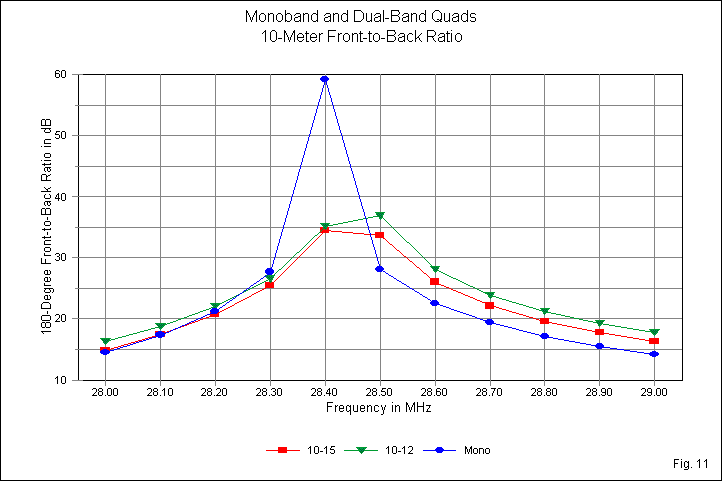 Monoband and Dual-Band Quads
10-Meter Front-to-Back Ratio
180-Degree Front-to-Back Ratio in dB
60
50
40
30
20
10
28.00 28.10 28.20 28.30 28.40 28.50 28.60 28.70 28.80 28.90 29.00
Frequency in MHz
10-15 10-12 Mono
Fig. 11